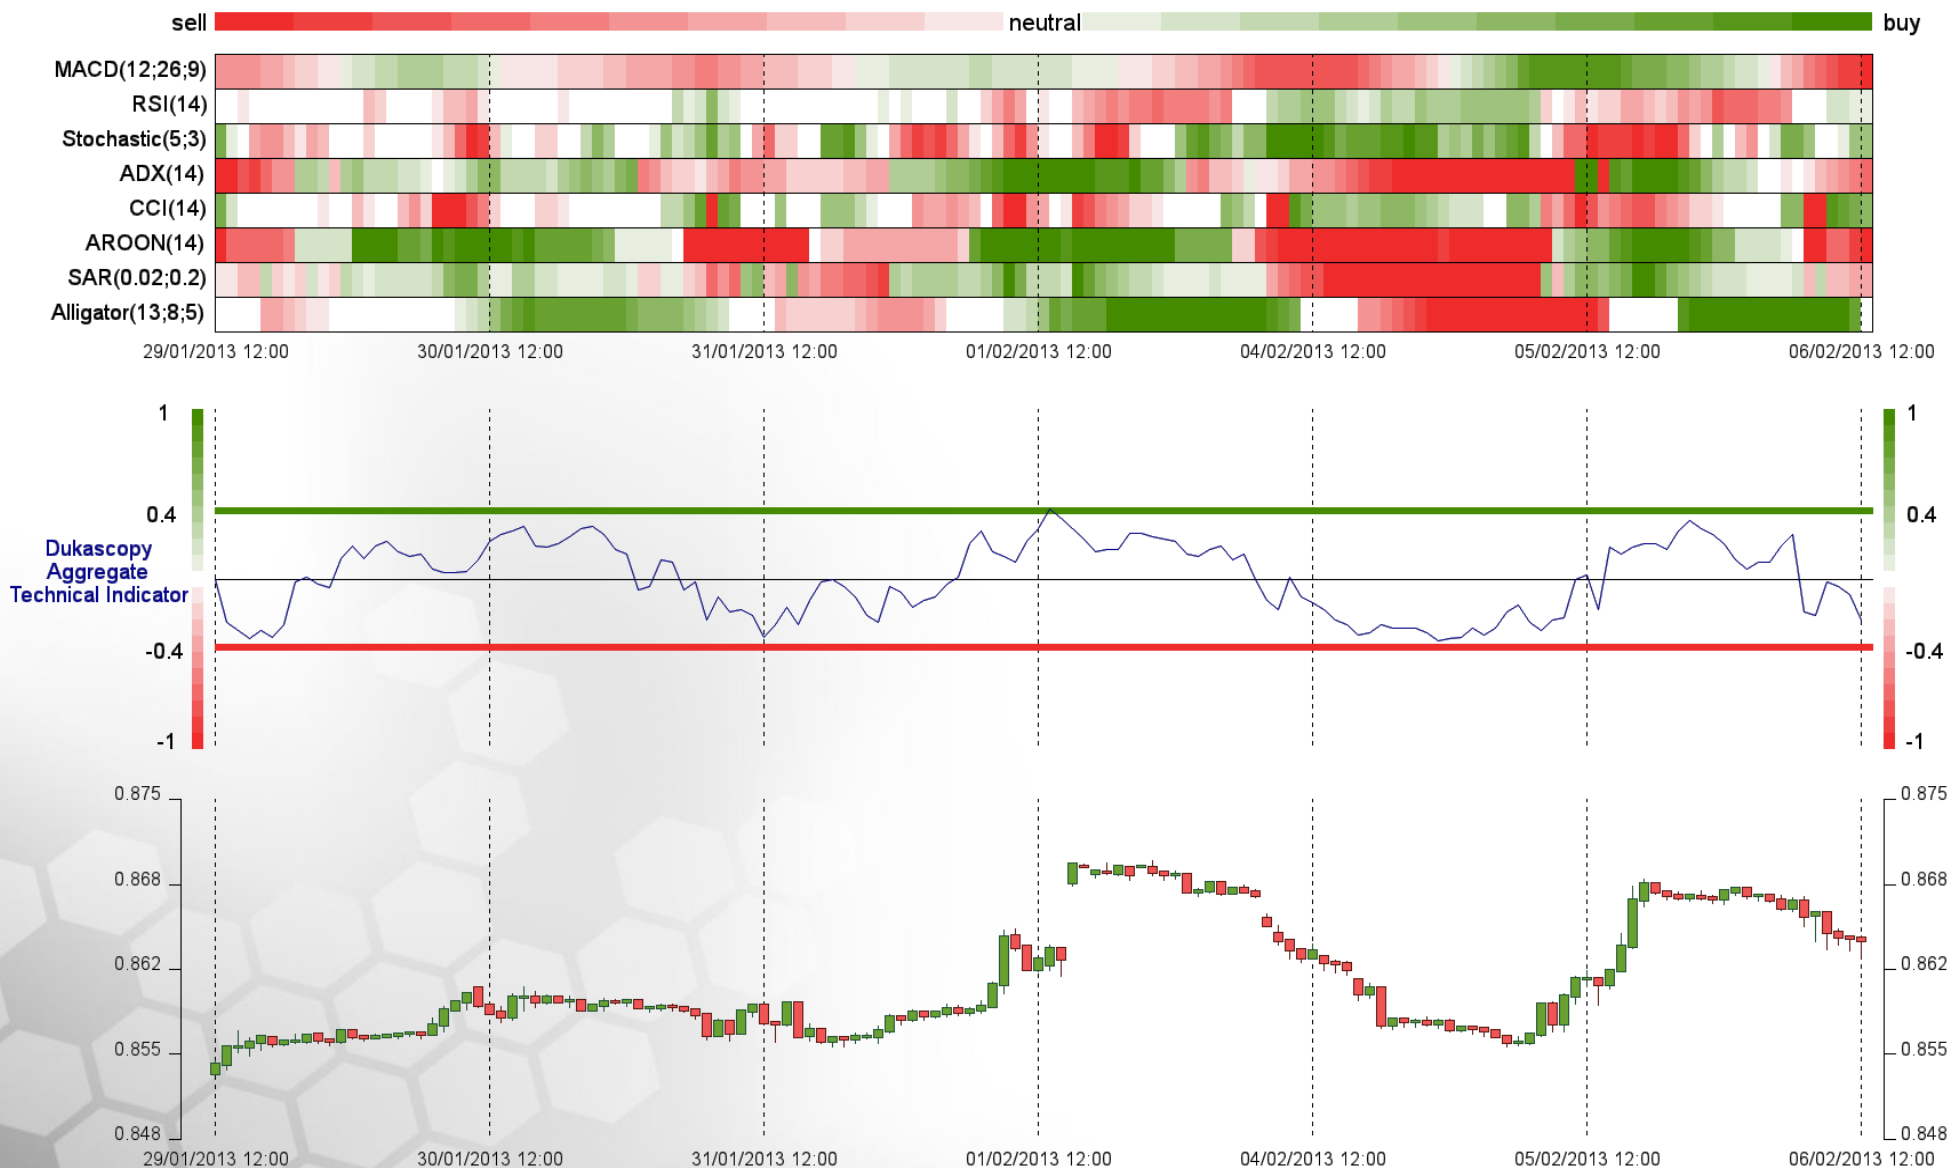 sell neutral buy
MACD(12;26;9)
RSI(14)
Stochastic(5;3)
ADX(14)
CCI(14)
AROON(14)
SAR(0.02;0.2)
Alligator(13;8;5)
29/01/2013 12:00 30/01/2013 12:00 31/01/2013 12:00 01/02/2013 12:00 04/02/2013 12:00 05/02/2013 12:00 06/02/2013 12:00
1 1
0.4 0.4
Dukascopy
Aggregate
Technical Indicator
-0.4 -0.4
-1 -1
0.875 0.875
0.868 0.868
0.862 0.862
0.855 0.855
0.848 0.848
29/01/2013 12:00 30/01/2013 12:00 31/01/2013 12:00 01/02/2013 12:00 04/02/2013 12:00 05/02/2013 12:00 06/02/2013 12:00